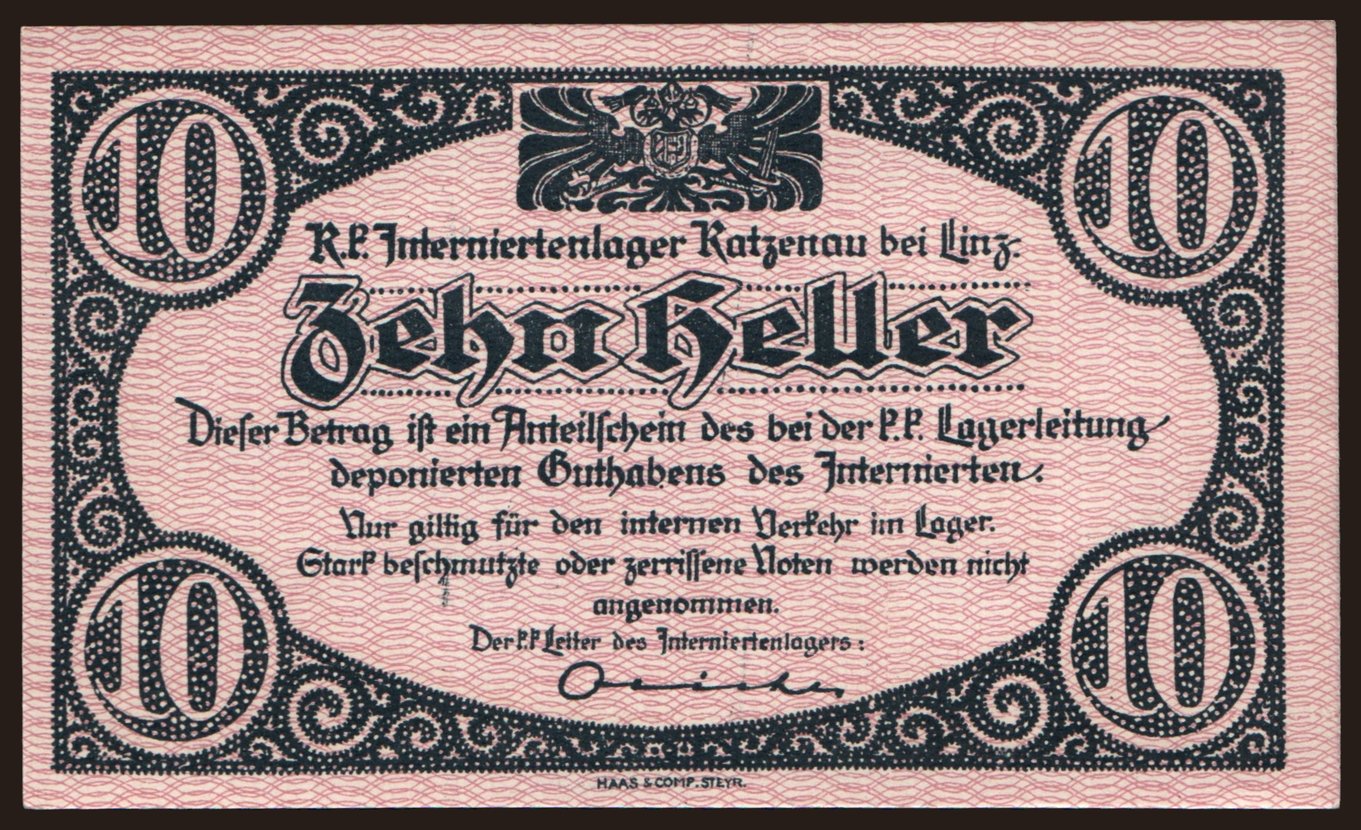 10 10
K.k. Interniertenlager Katzenau bei Linz.
Zehn Heller
Dieser Betrag ist ein Anteilschein des bei der k.k. Lagerleitung
deponierten Guthabens des Internierten.
Nur giltig für den internen Verkehr im Lager.
Stark beschmutzte oder zerrissene Noten werden nicht
angenommen.
Der k.k Leiter des Interniertenlagers:
10 10
HAAS & COMP. STEYR.